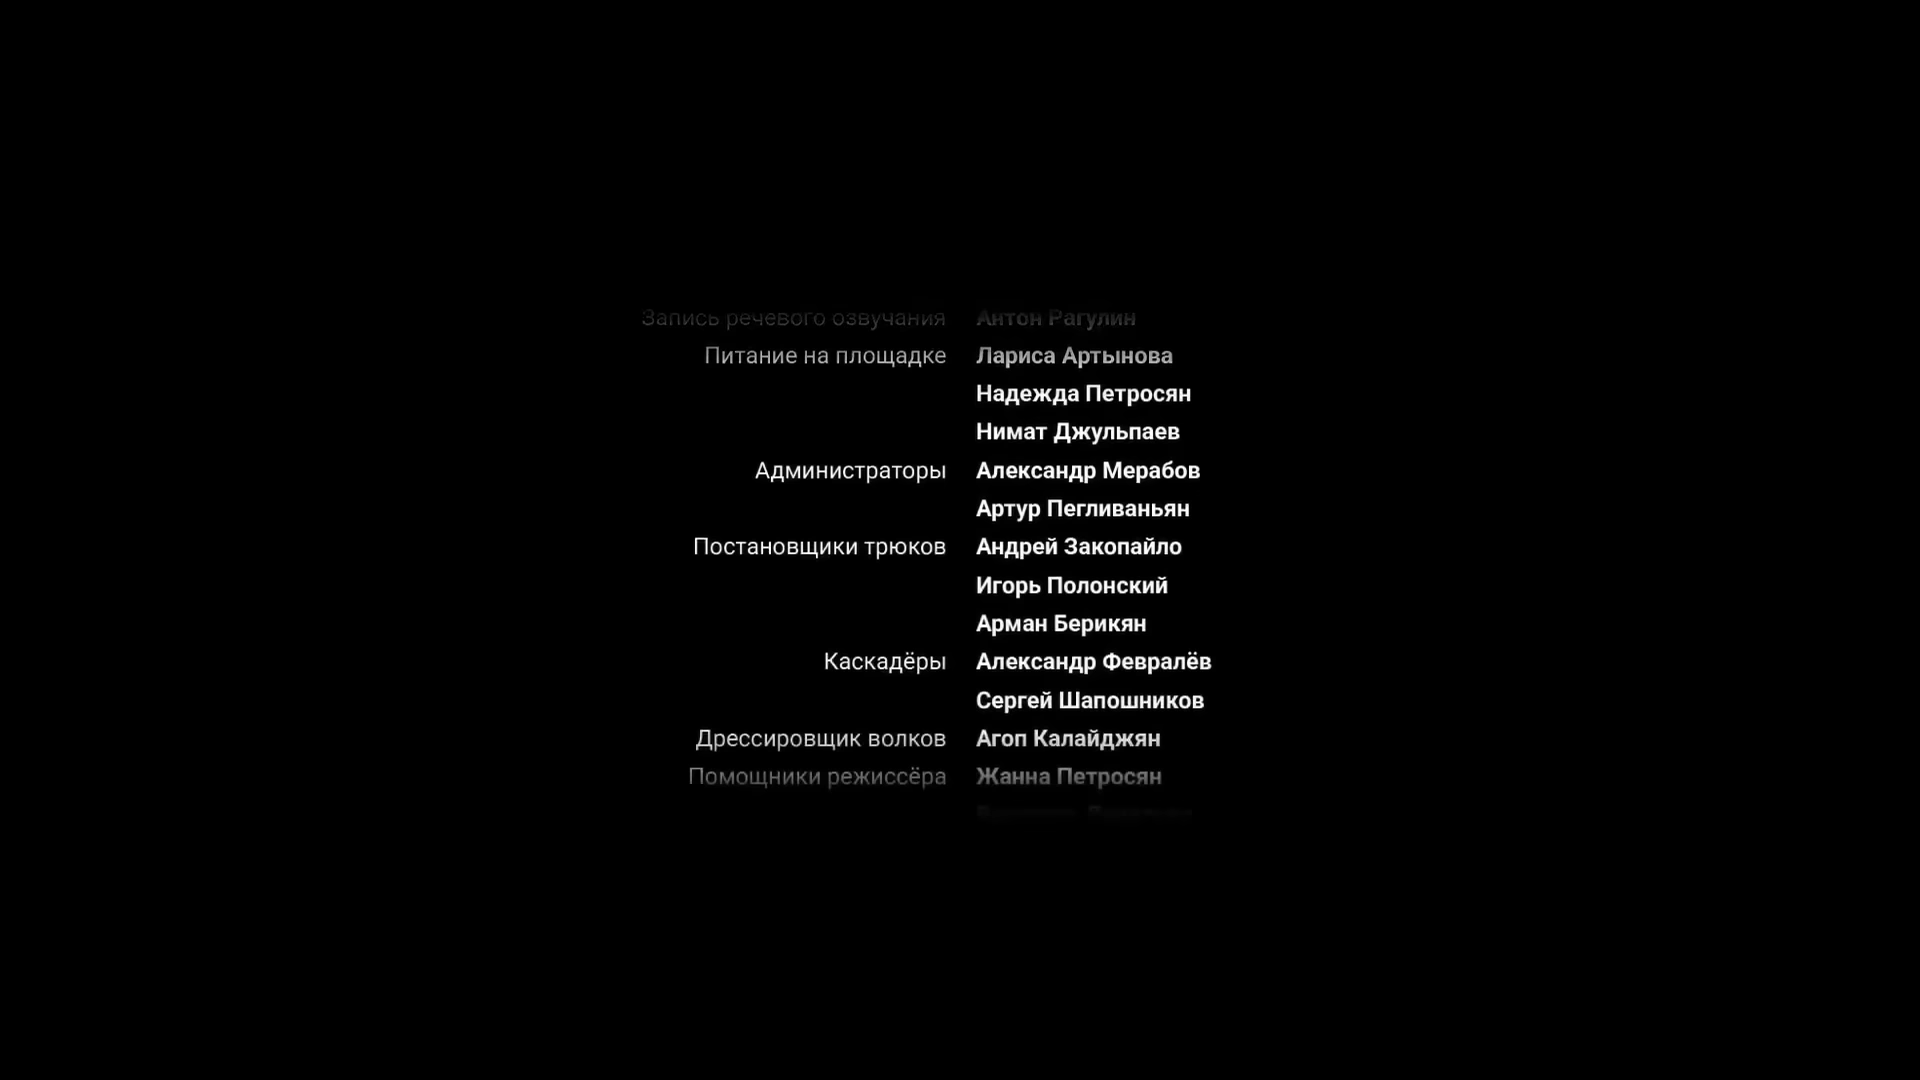 Запись речевого озвучания Антон Рагулин
Питание на площадке Лариса Артынова
Надежда Петросян
Нимат Джульпаев
Администраторы Александр Мерабов
Артур Пегливаньян
Постановщики трюков Андрей Закопайло
Игорь Полонский
Арман Берикян
Каскадёры Александр Февралёв
Сергей Шапошников
Дрессировщик волков Агоп Калайджян
Помощники режиссёра Жанна Петросян